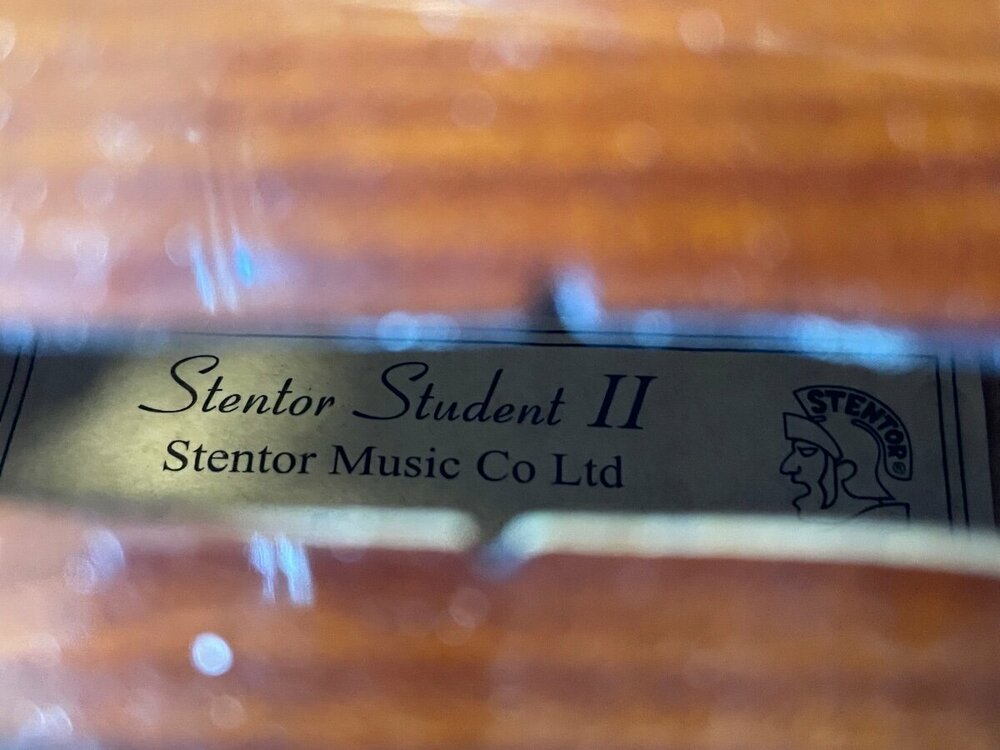 Stentor Student II
Stentor Music Co Ltd
STENTOR